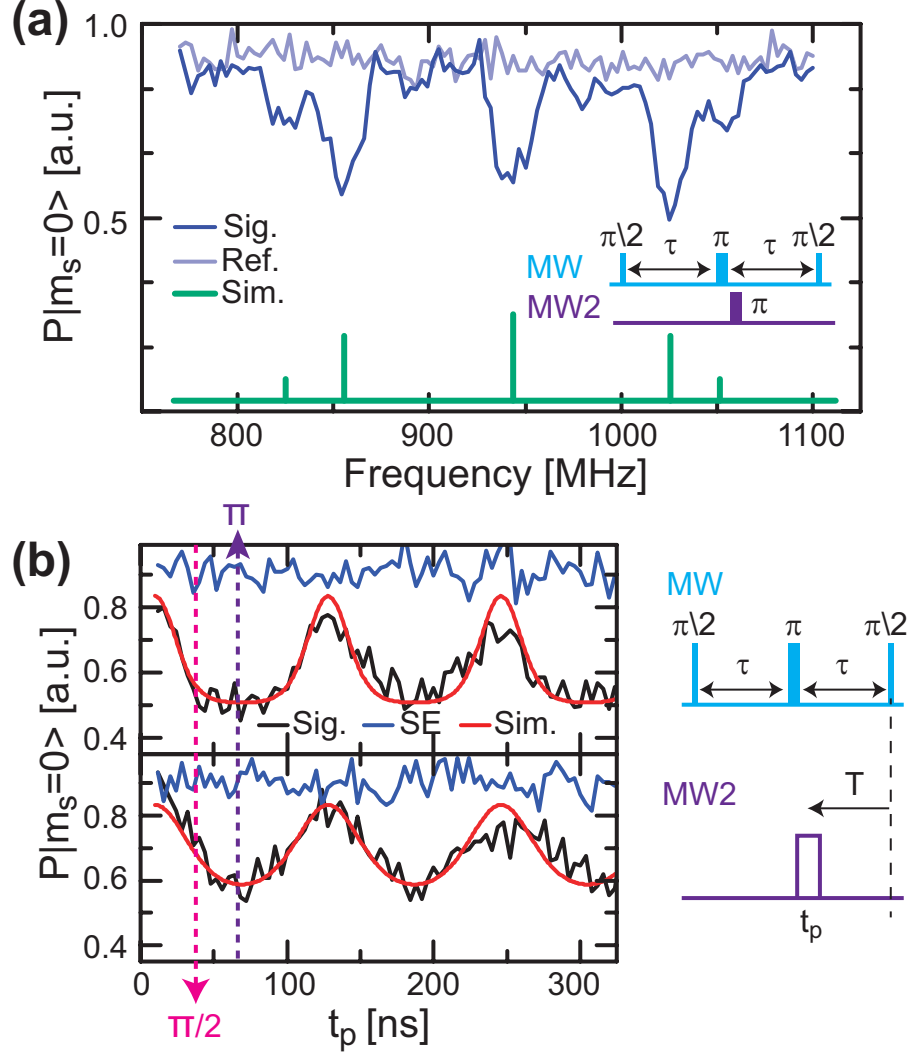 (a)
1.0
0.5
P|mₛ=0> [a.u.]
Sig.
Ref.
Sim.
π\2 τ π τ π\2
MW
MW2
π
800 900 1000 1100
Frequency [MHz]
π
(b)
0.8
0.6
0.4
Sig. SE Sim.
0.8
0.6
0.4
P|mₛ=0> [a.u.]
0 100 200 300
π/2
tₚ [ns]
MW
π\2 π π\2
τ τ
MW2
T
tₚ